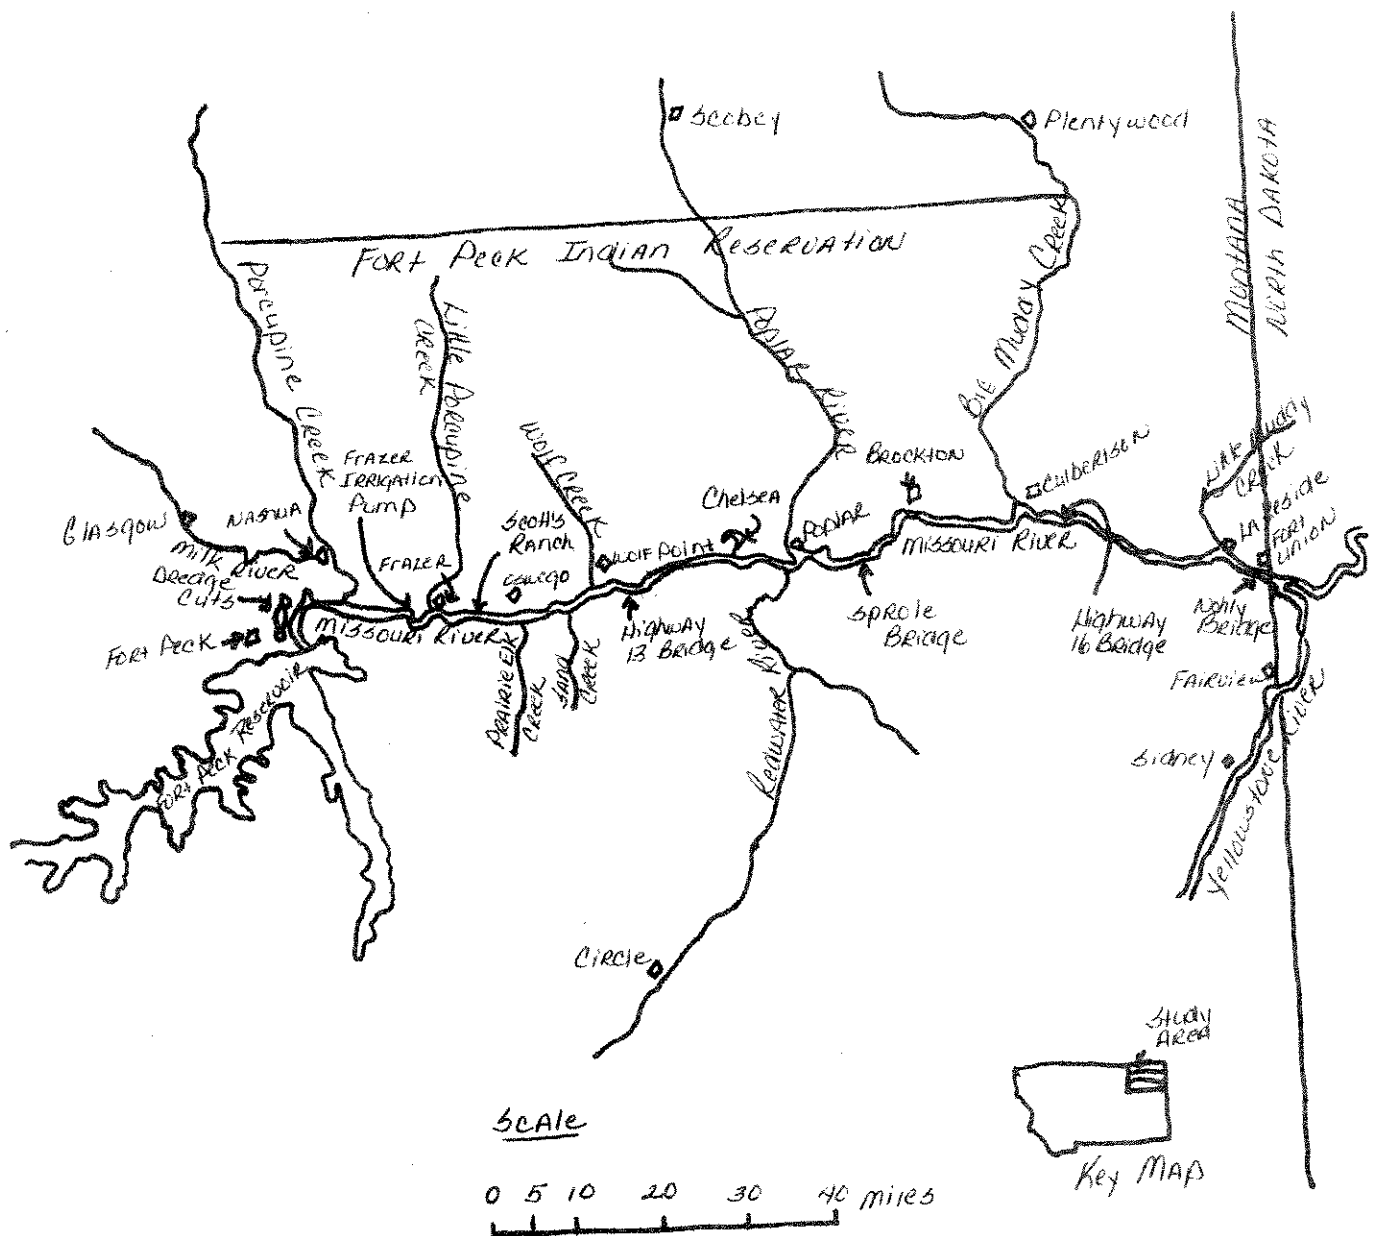 Scobey
Plentywood
MONTANA
NORTH DAKOTA
FORT PECK INDIAN RESERVATION
PORCUPINE CREEK
Little Porcupine
CREEK
POPLAR RIVER
BIG MUDDY CREEK
WOLF CREEK
Little Muddy
CREEK
FRAZER
IRRIGATION
PUMP
BROCKTON
CULBERTSON
Chelsea
LAKESIDE
FORT
UNION
GLASGOW
NASHUA
MILK RIVER
DREDGE
CUTS
FRAZER
SCOTT'S
RANCH
OSWEGO
WOLF POINT
POPLAR
MISSOURI RIVER
FORT PECK
MISSOURI RIVER
PRAIRIE ELK
CREEK
SAND
CREEK
Highway
13 Bridge
SPROLE
BRIDGE
Highway
16 Bridge
Nohly
Bridge
FAIRVIEW
FORT PECK RESERVOIR
REDWATER RIVER
Sidney
Yellowstone RIVER
CIRCLE
STUDY
AREA
Key MAP
SCALE
0 5 10 20 30 40 miles